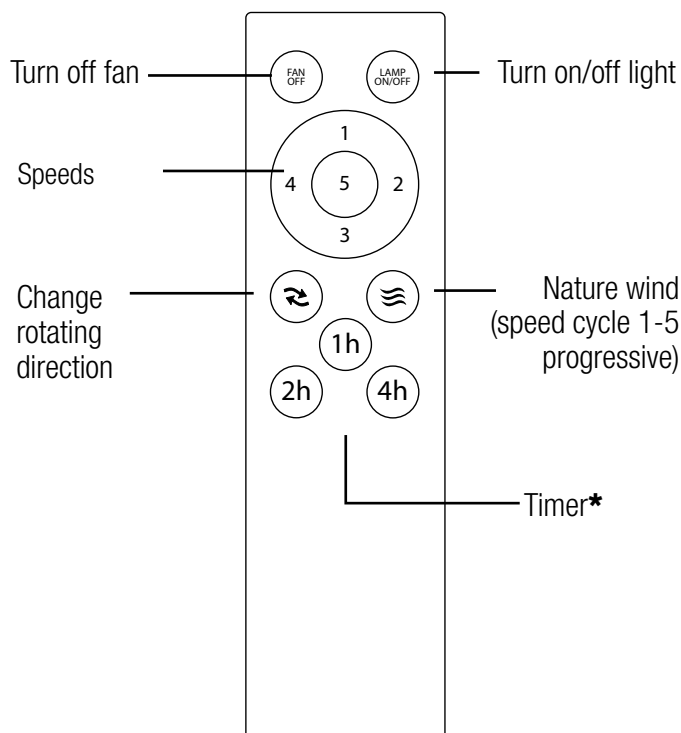 Turn off fan
FAN
OFF
LAMP
ON/OFF
Turn on/off light
1
Speeds
4
5
2
3
Change
rotating
direction
Nature wind
(speed cycle 1-5
progressive)
1h
2h
4h
Timer*